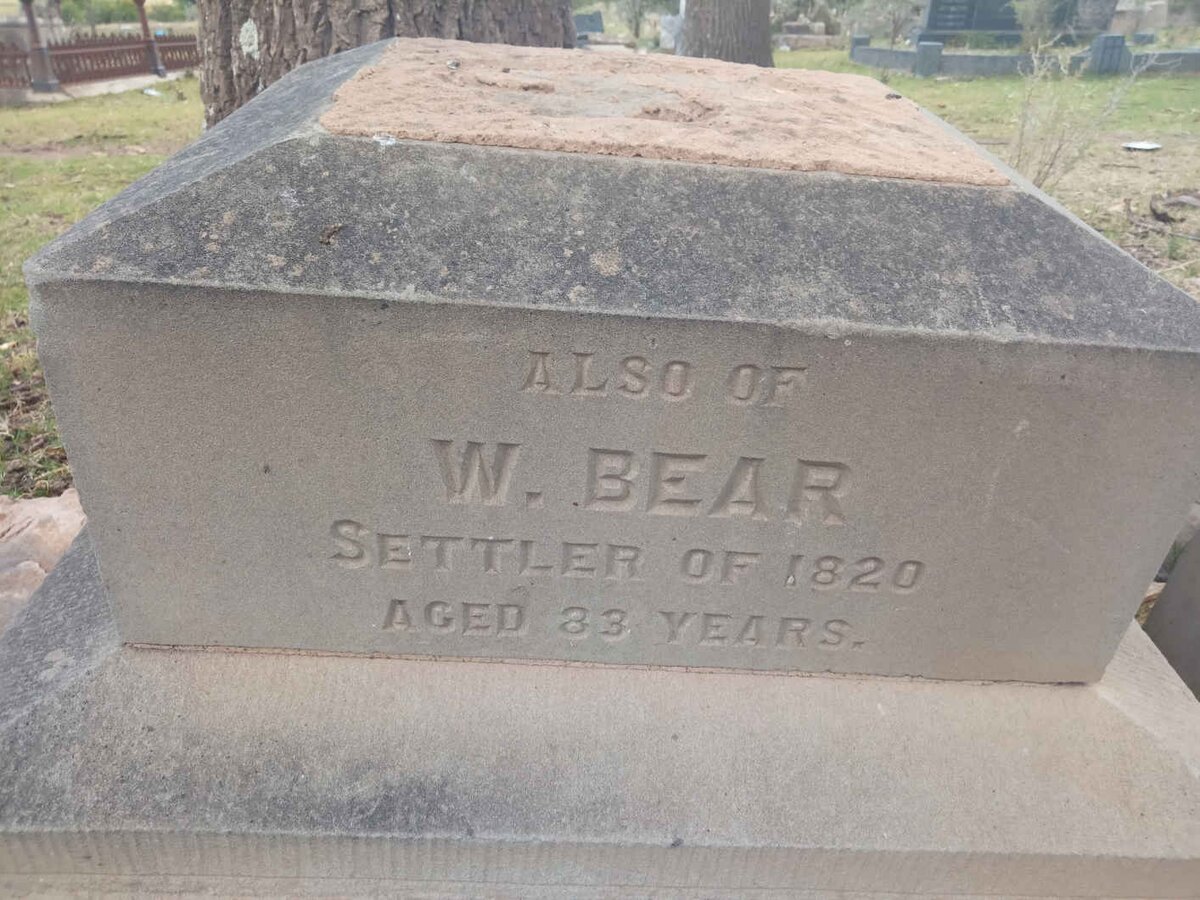 ALSO OF
W. BEAR
SETTLER OF 1820
AGED 83 YEARS.